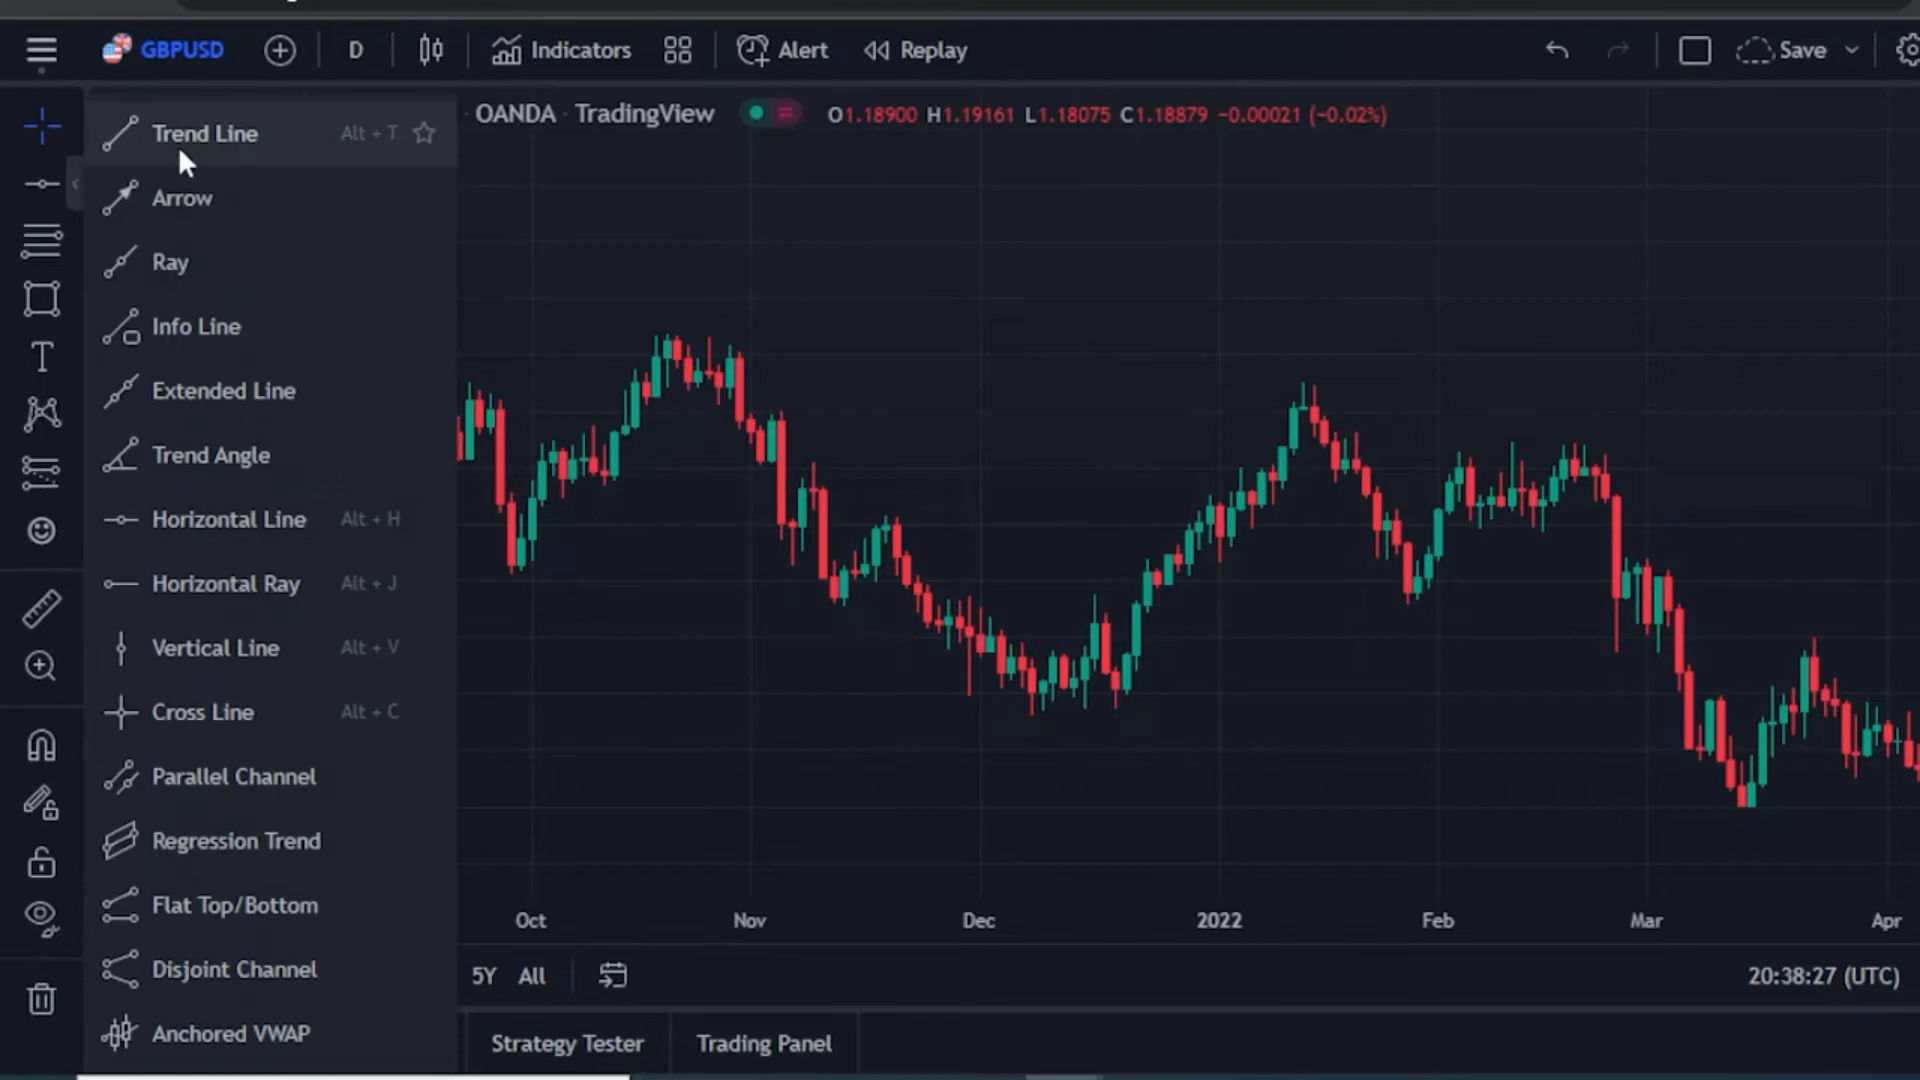 GBPUSD D Indicators Alert Replay Save
OANDA · TradingView O1.18900 H1.19161 L1.18075 C1.18879 −0.00021 (−0.02%)
Trend Line Alt + T
Arrow
Ray
Info Line
Extended Line
Trend Angle
Horizontal Line Alt + H
Horizontal Ray Alt + J
Vertical Line Alt + V
Cross Line Alt + C
Parallel Channel
Regression Trend
Flat Top/Bottom
Disjoint Channel
Anchored VWAP
Oct Nov Dec 2022 Feb Mar Apr
5Y All 20:38:27 (UTC)
Strategy Tester Trading Panel